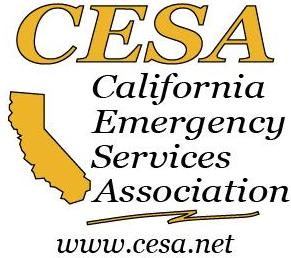 CESA
California
Emergency
Services
Association
www.cesa.net